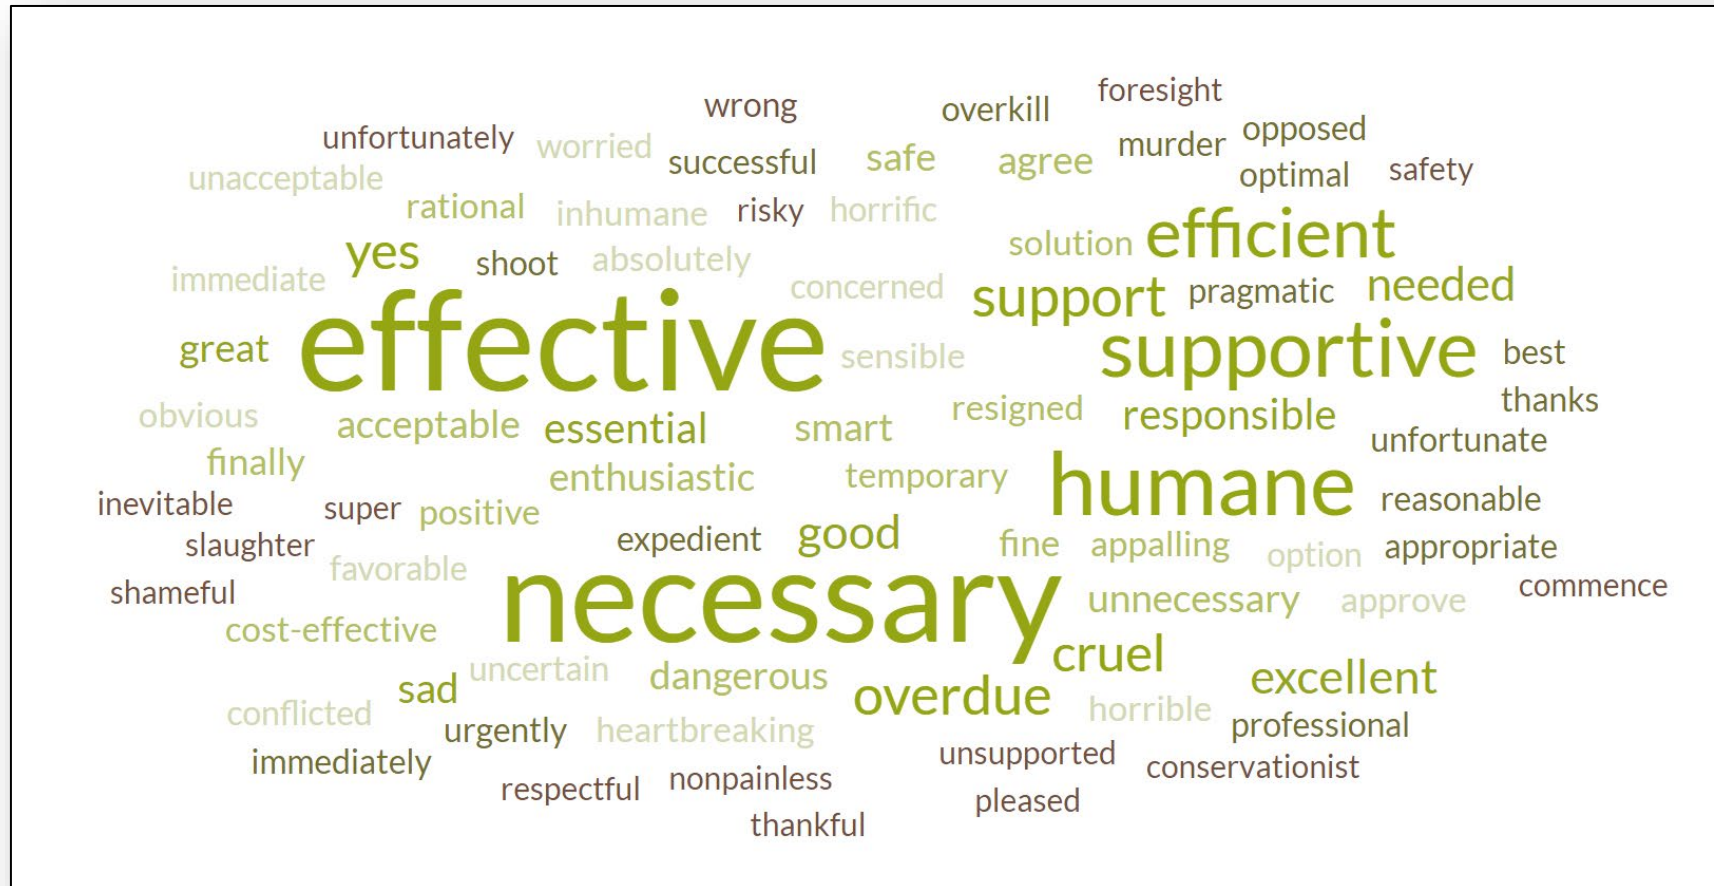 foresight
wrong overkill
unfortunately worried successful safe agree murder opposed
unacceptable optimal safety
rational inhumane risky horrific
yes shoot absolutely solution efficient
immediate concerned support pragmatic needed
great effective sensible supportive best
thanks
obvious acceptable essential smart resigned responsible
unfortunate
finally enthusiastic temporary humane reasonable
inevitable super positive
slaughter expedient good fine appalling option appropriate
shameful favorable necessary unnecessary approve commence
cost-effective
uncertain dangerous cruel
conflicted sad overdue horrible excellent
urgently heartbreaking professional
immediately unsupported conservationist
respectful nonpainless pleased
thankful